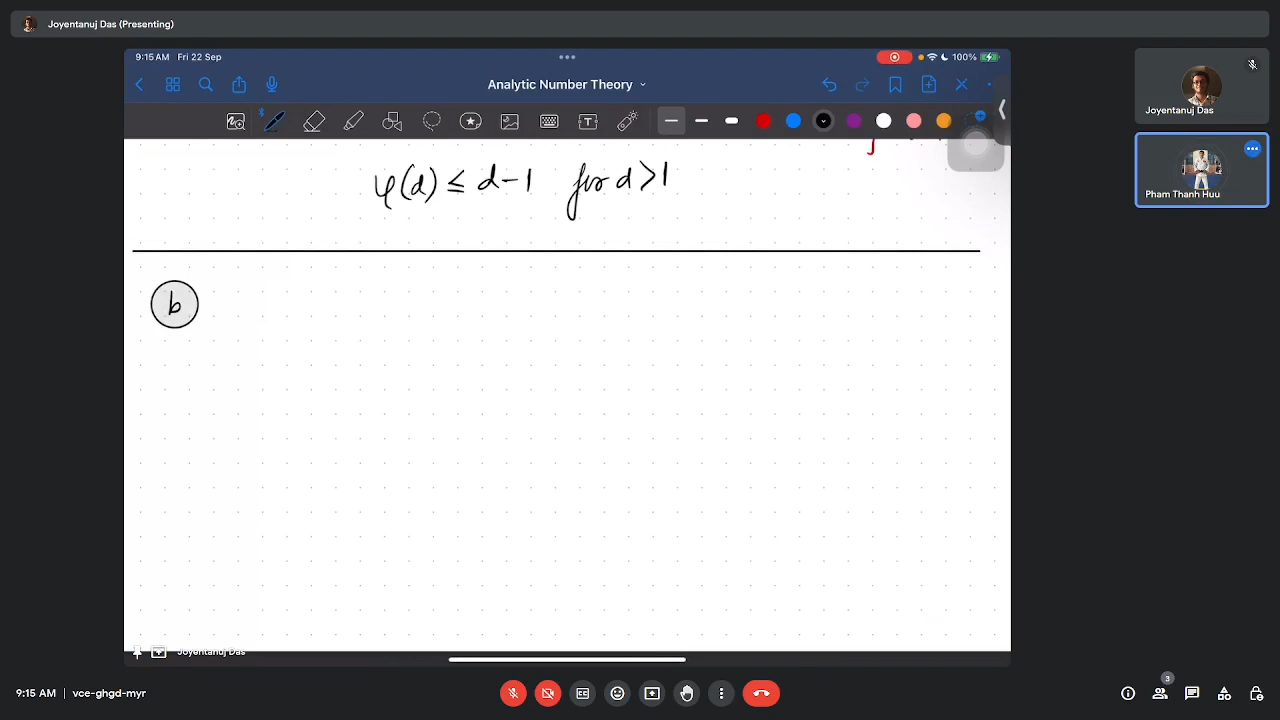 Joyentanuj Das (Presenting)
9:15 AM Fri 22 Sep
100%
Analytic Number Theory
φ(d) ≤ d-1 for d>1
b
Joyentanuj Das
Pham Thanh Huu
Joyentanuj Das
9:15 AM | vce-ghgd-myr
3